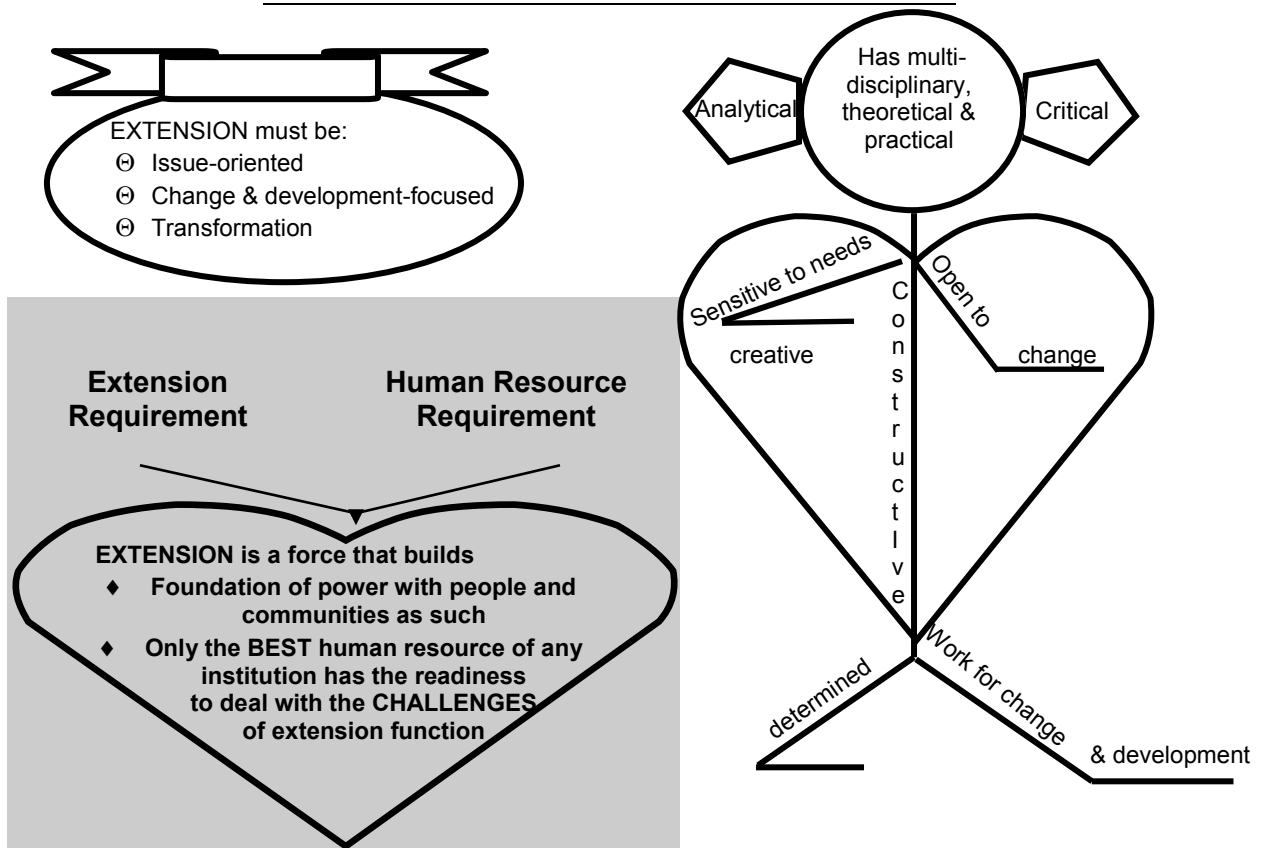 EXTENSION must be:
Θ Issue-oriented
Θ Change & development-focused
Θ Transformation
Extension
Requirement
Human Resource
Requirement
EXTENSION is a force that builds
♦ Foundation of power with people and
communities as such
♦ Only the BEST human resource of any
institution has the readiness
to deal with the CHALLENGES
of extension function
Has multi-
disciplinary,
theoretical &
practical
Analytical
Critical
Sensitive to needs
creative
ConstructIve
Open to
change
determined
Work for change
& development